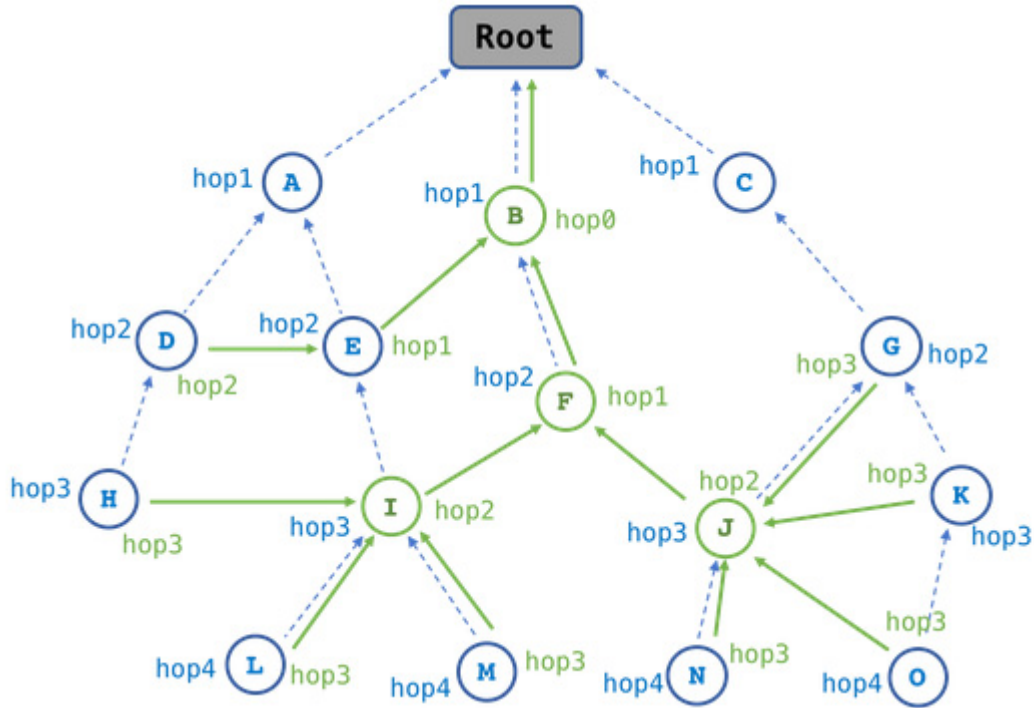 Root
hop1 A
hop1 B hop0
hop1 C
hop2 D hop2
hop2 E hop1
hop2 F hop1
hop3 G hop2
hop3 H hop3
hop3 I hop2
hop2
hop3 J
hop3 K hop3
hop4 L hop3
hop4 M hop3
hop4 N hop3
hop3
hop4 O